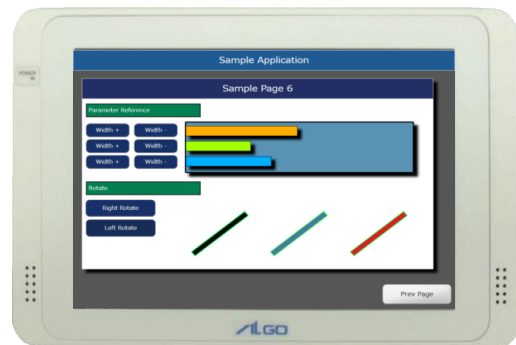 POWER
Sample Application
Sample Page 6
Parameter Reference
Width + Width -
Width + Width -
Width + Width -
Rotate
Right Rotate
Left Rotate
Prev Page
ALGO